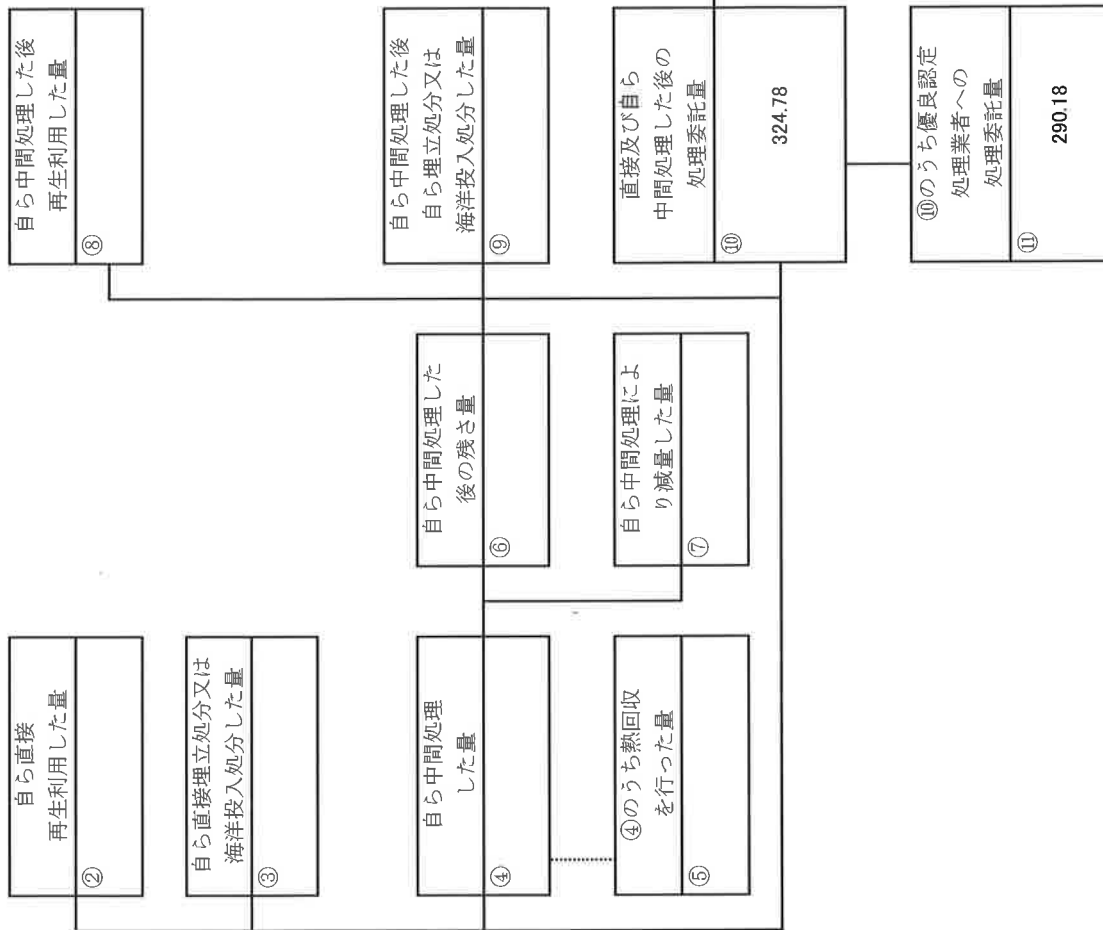 自ら直接
再生利用した量
②
自ら直接埋立処分又は
海洋投入処分した量
③
自ら中間処理
した量
④
④のうち熱回収
を行った量
⑤
自ら中間処理した
後の残さ量
⑥
自ら中間処理によ
り減量した量
⑦
自ら中間処理した後
再生利用した量
⑧
自ら中間処理した後
自ら埋立処分又は
海洋投入処分した量
⑨
直接及び自ら
中間処理した後の
処理委託量
⑩
324.78
⑩のうち優良認定
処理業者への
処理委託量
⑪
290.18